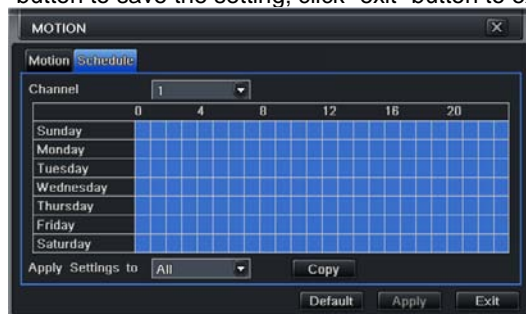 button to save the setting; click "exit" button to
MOTION
Motion Schedule
Channel 1
0 4 8 12 16 20
Sunday
Monday
Tuesday
Wednesday
Thursday
Friday
Saturday
Apply Settings to All Copy
Default Apply Exit